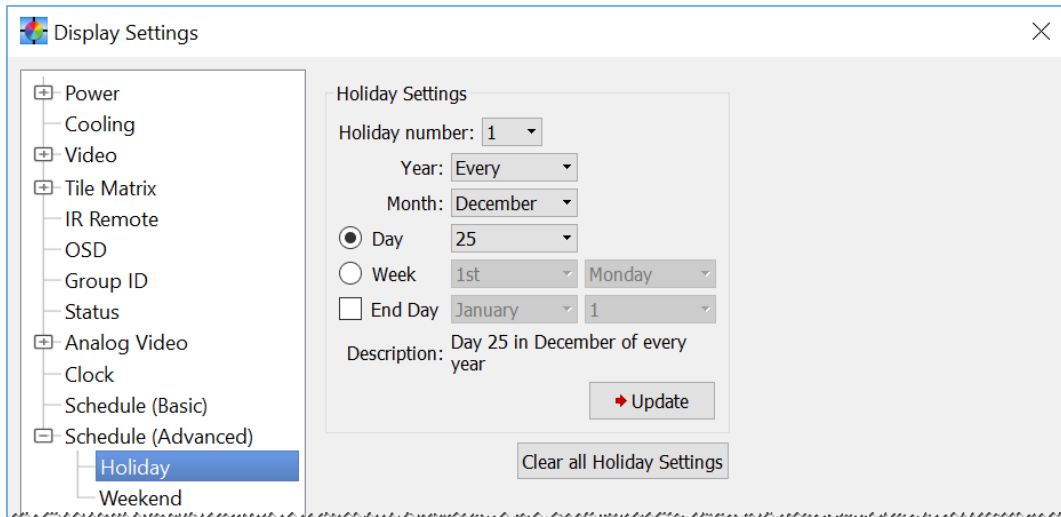 Display Settings
Power
Cooling
Video
Tile Matrix
IR Remote
OSD
Group ID
Status
Analog Video
Clock
Schedule (Basic)
Schedule (Advanced)
Holiday
Weekend
Holiday Settings
Holiday number: 1
Year: Every
Month: December
Day 25
Week 1st Monday
End Day January 1
Description: Day 25 in December of every
year
Update
Clear all Holiday Settings